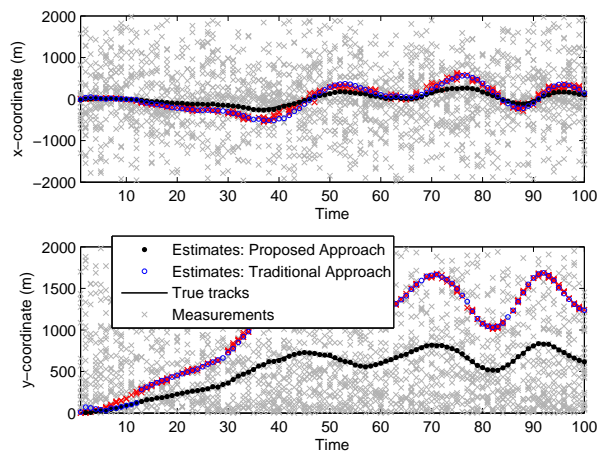 2000
1000
0
−1000
−2000
x−coordinate (m)
10 20 30 40 50 60 70 80 90 100
Time
2000
1500
1000
500
0
y−coordinate (m)
Estimates: Proposed Approach
Estimates: Traditional Approach
True tracks
Measurements
10 20 30 40 50 60 70 80 90 100
Time